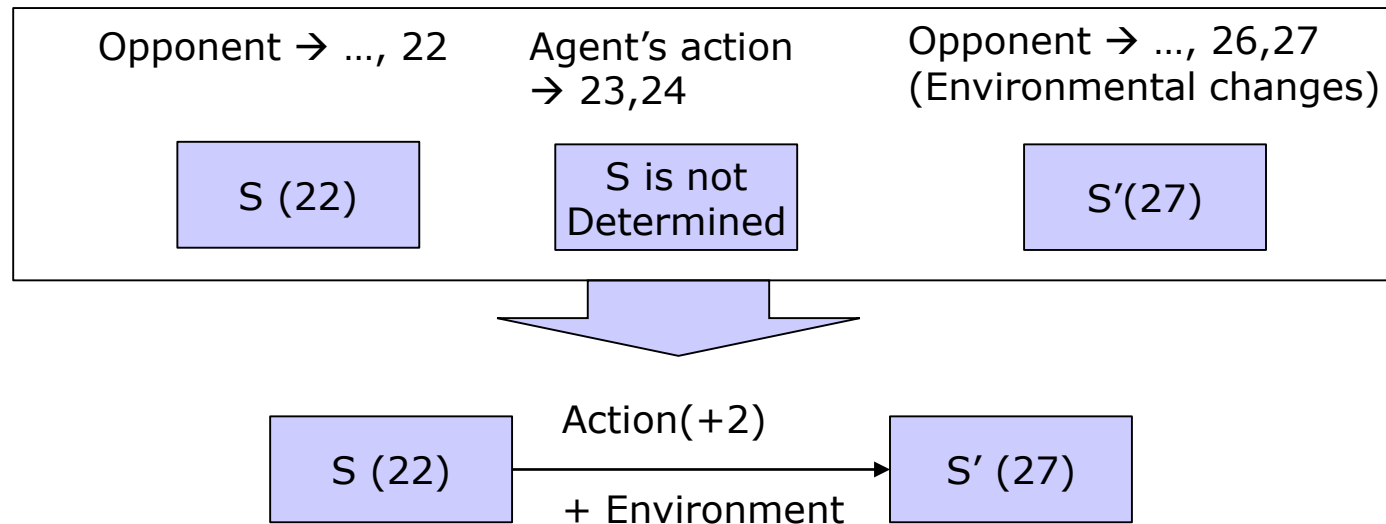 Opponent → ..., 22
Agent’s action
→ 23,24
Opponent → ..., 26,27
(Environmental changes)
S (22)
S is not
Determined
S’(27)
Action(+2)
S (22)
S’ (27)
+ Environment